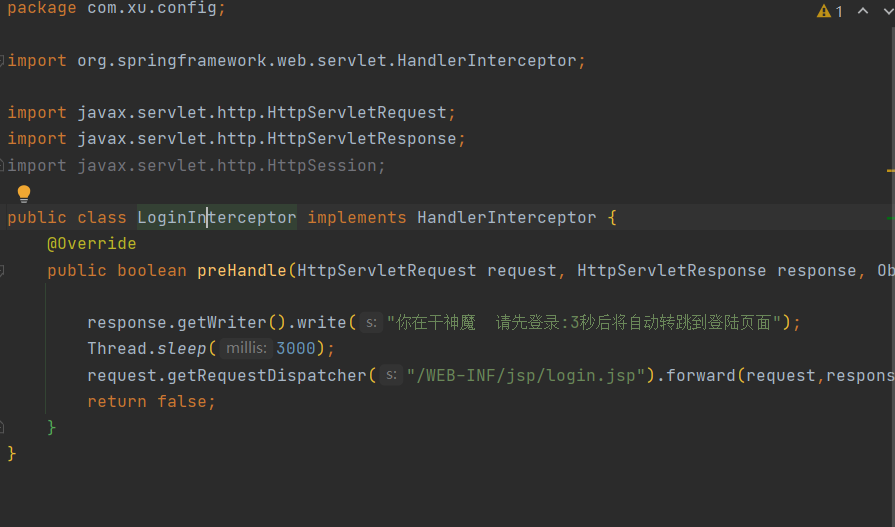 package com.xu.config;
1
import org.springframework.web.servlet.HandlerInterceptor;
import javax.servlet.http.HttpServletRequest;
import javax.servlet.http.HttpServletResponse;
import javax.servlet.http.HttpSession;
public class LoginInterceptor implements HandlerInterceptor {
@Override
public boolean preHandle(HttpServletRequest request, HttpServletResponse response, Ob
response.getWriter().write( s: "你在干神魔  请先登录:3秒后将自动转跳到登陆页面");
Thread.sleep( millis: 3000);
request.getRequestDispatcher( s: "/WEB-INF/jsp/login.jsp").forward(request,respons
return false;
}
}